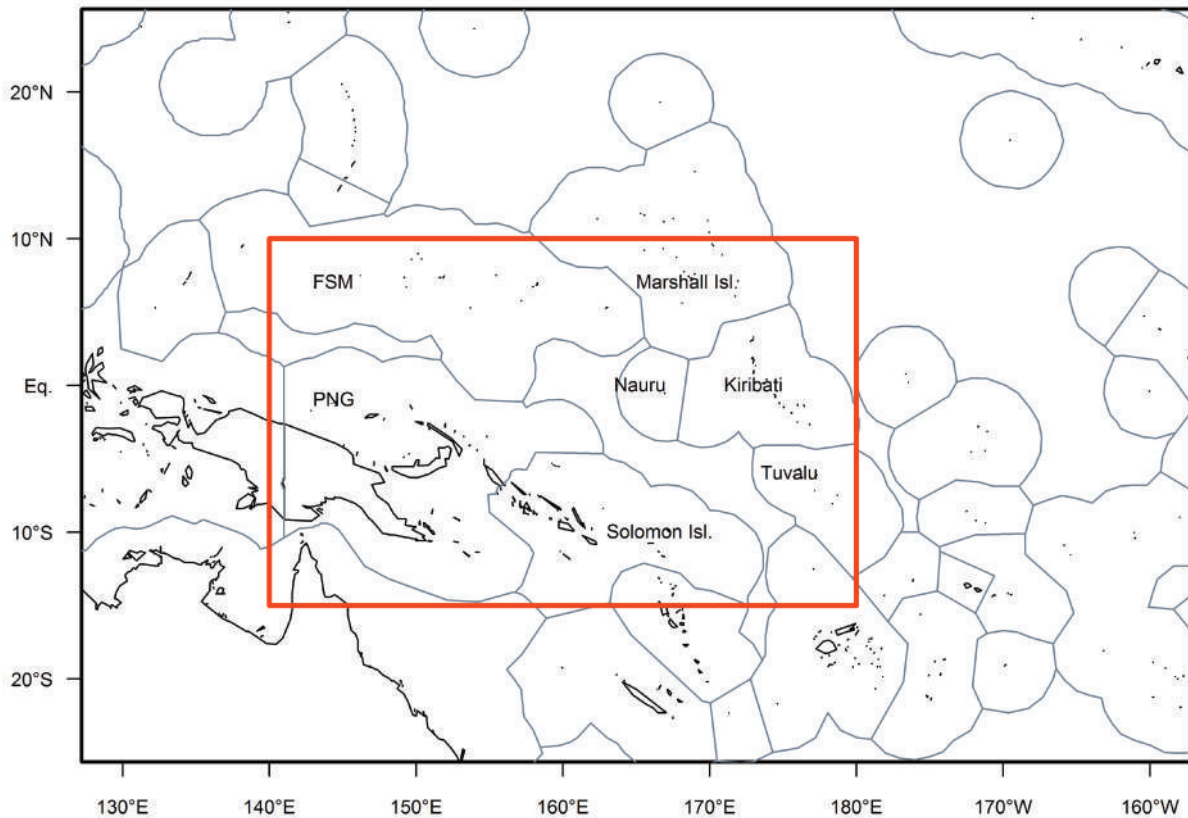 20°N
10°N
FSM
Marshall Isl.
Eq.
PNG
Nauru
Kiribati
Tuvalu
10°S
Solomon Isl.
20°S
130°E
140°E
150°E
160°E
170°E
180°E
170°W
160°W